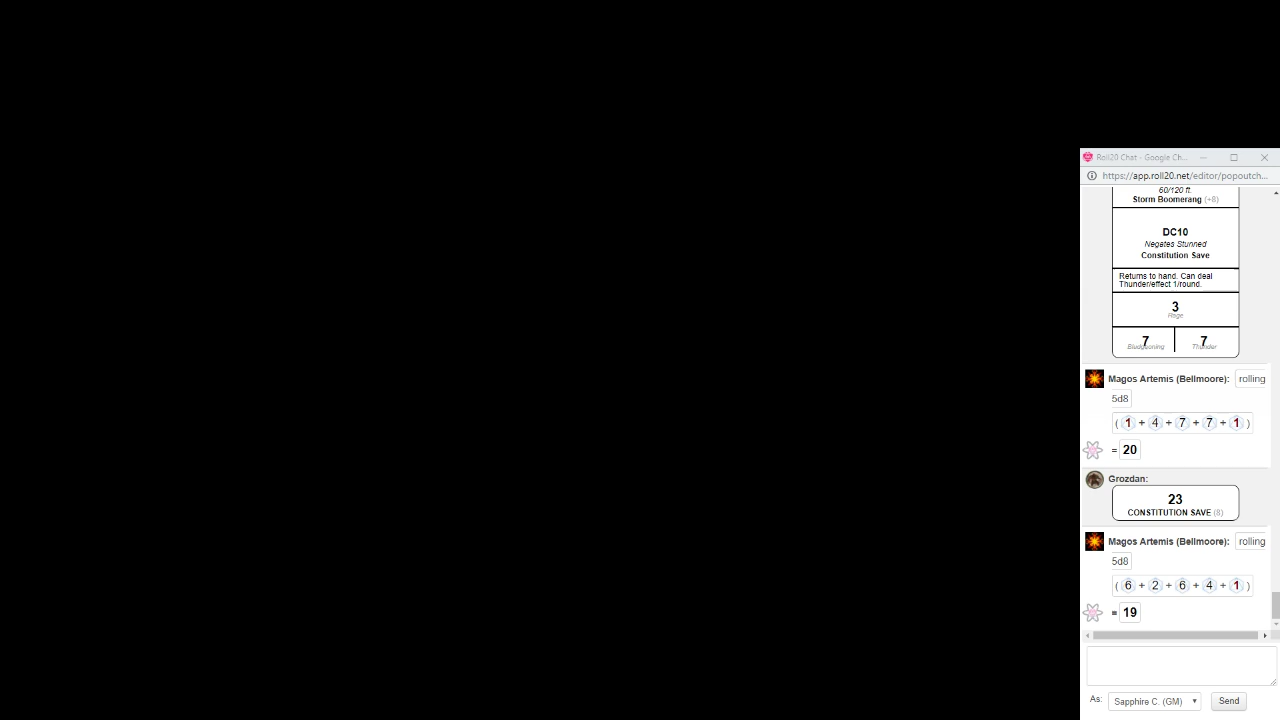 Roll20 Chat - Google Ch...
https://app.roll20.net/editor/popoutch...
60/120 ft.
Storm Boomerang (+8)
DC10
Negates Stunned
Constitution Save
Returns to hand. Can deal
Thunder/effect 1/round.
3
Rage
7 7
Bludgeoning Thunder
Magos Artemis (Bellmoore): rolling
5d8
(1+4+7+7+1)
= 20
Grozdan:
23
CONSTITUTION SAVE (8)
Magos Artemis (Bellmoore): rolling
5d8
(6+2+6+4+1)
= 19
As: Sapphire C. (GM) Send